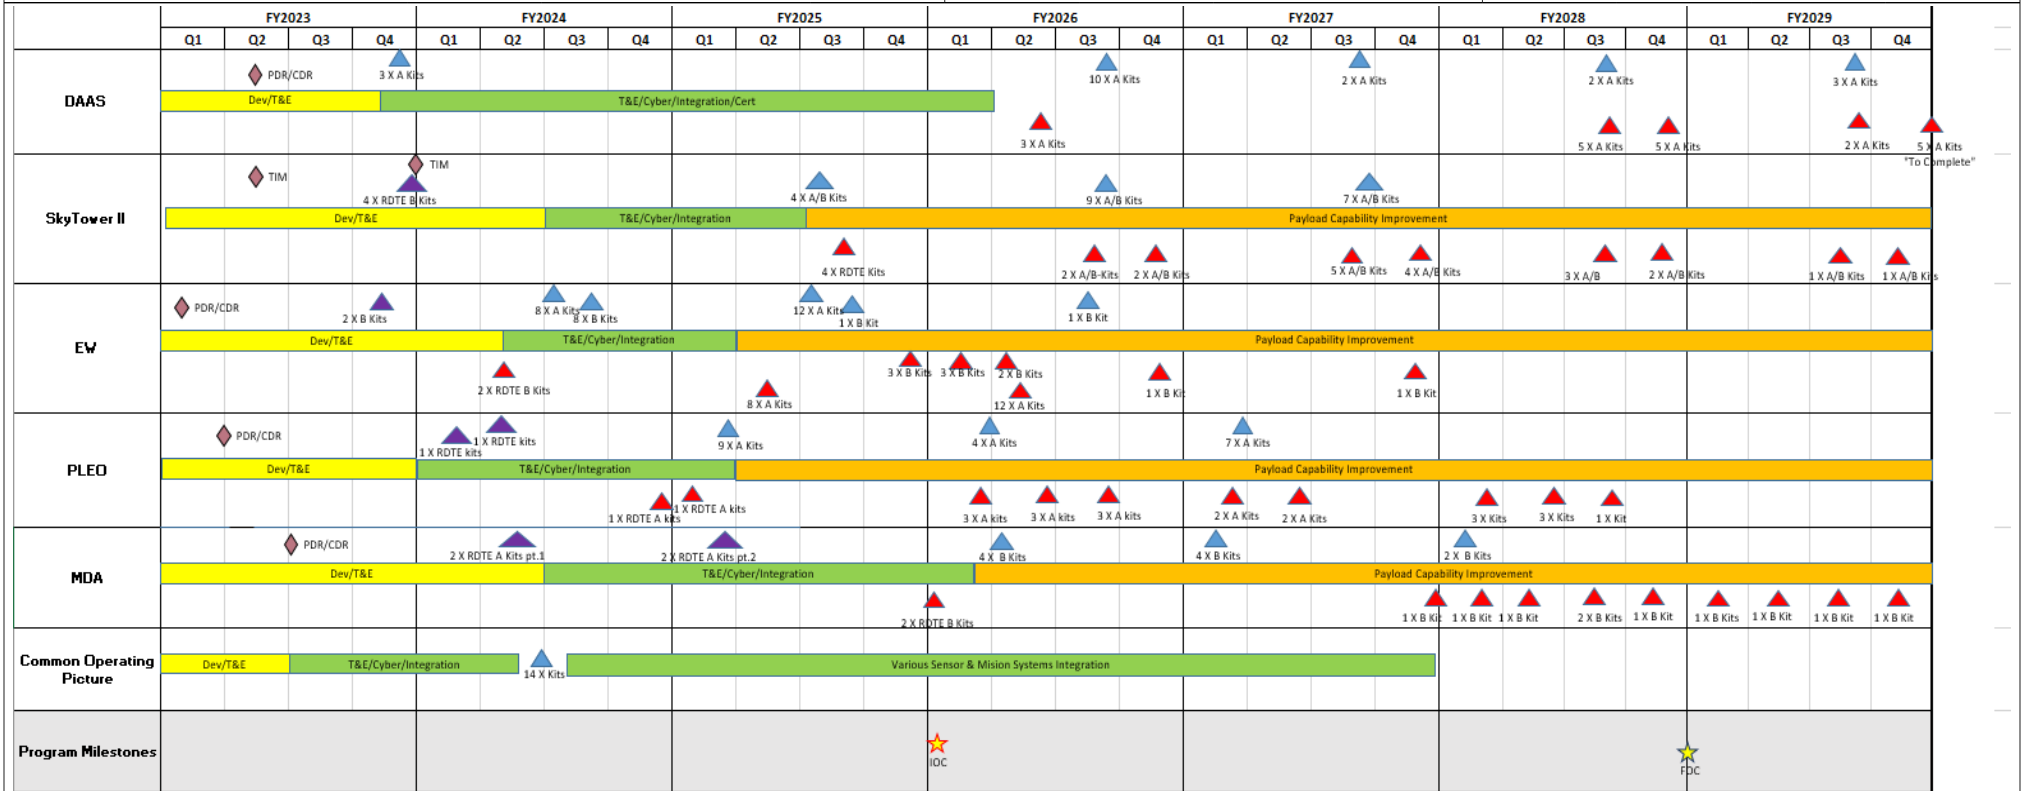 FY2023 FY2024 FY2025 FY2026 FY2027 FY2028 FY2029
Q1 Q2 Q3 Q4 Q1 Q2 Q3 Q4 Q1 Q2 Q3 Q4 Q1 Q2 Q3 Q4 Q1 Q2 Q3 Q4 Q1 Q2 Q3 Q4 Q1 Q2 Q3 Q4
DAAS
PDR/CDR 3 X A Kits 10 X A Kits 2 X A Kits 2 X A Kits 3 X A Kits
Dev/T&E T&E/Cyber/Integration/Cert
3 X A Kits 5 X A Kits 5 X A Kits 2 X A Kits 5 X A Kits
"To Complete"
SkyTower II
TIM TIM
4 X RDTE B Kits 4 X A/B Kits 9 X A/B Kits 7 X A/B Kits
Dev/T&E T&E/Cyber/Integration Payload Capability Improvement
4 X RDTE Kits 2 X A/B-Kits 2 X A/B Kits 5 X A/B Kits 4 X A/B Kits 3 X A/B 2 X A/B Kits 1 X A/B Kits 1 X A/B Kits
EW
PDR/CDR 2 X B Kits 8 X A Kits 8 X B Kits 12 X A Kits 1 X B Kit 1 X B Kit
Dev/T&E T&E/Cyber/Integration Payload Capability Improvement
2 X RDTE B Kits 8 X A Kits 3 X B Kits 3 X B Kits 2 X B Kits 12 X A Kits 1 X B Kit 1 X B Kit
PLEO
PDR/CDR 1 X RDTE kits 1 X RDTE kits 9 X A Kits 4 X A Kits 7 X A Kits
Dev/T&E T&E/Cyber/Integration Payload Capability Improvement
1 X RDTE A kits 1 X RDTE A kits 3 X A kits 3 X A kits 3 X A kits 2 X A Kits 2 X A Kits 3 X Kits 3 X Kits 1 X Kit
MDA
PDR/CDR 2 X RDTE A Kits pt.1 2 X RDTE A Kits pt.2 4 X B Kits 4 X B Kits 2 X B Kits
Dev/T&E T&E/Cyber/Integration Payload Capability Improvement
2 X RDTE B Kits 1 X B Kit 1 X B Kit 1 X B Kit 2 X B Kits 1 X B Kit 1 X B Kits 1 X B Kit 1 X B Kit 1 X B Kit
Common Operating
Picture
Dev/T&E T&E/Cyber/Integration 14 X Kits Various Sensor & Mision Systems Integration
Program Milestones
IOC FOC